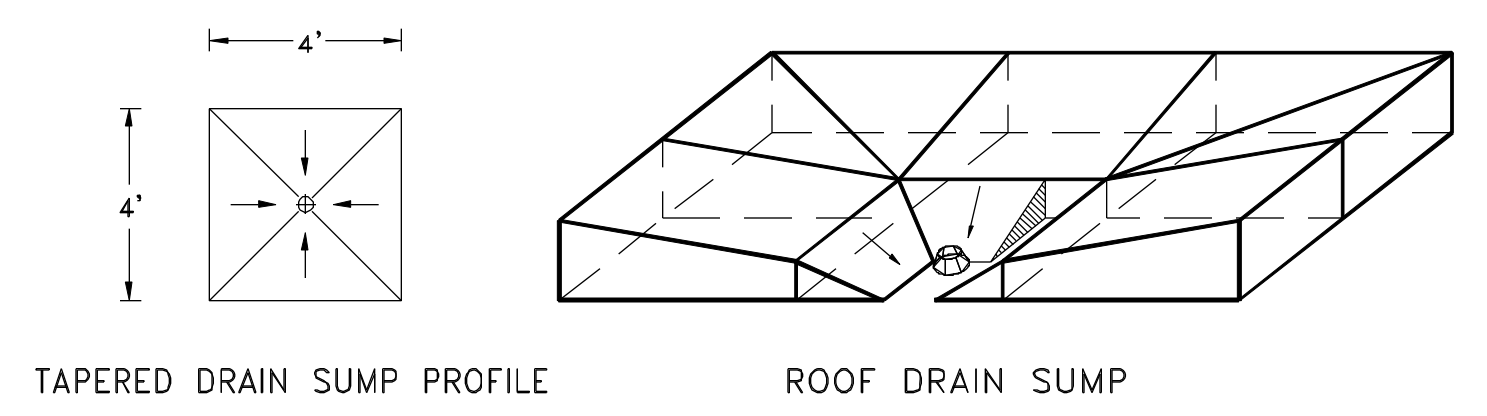 4'
4'
TAPERED DRAIN SUMP PROFILE
ROOF DRAIN SUMP